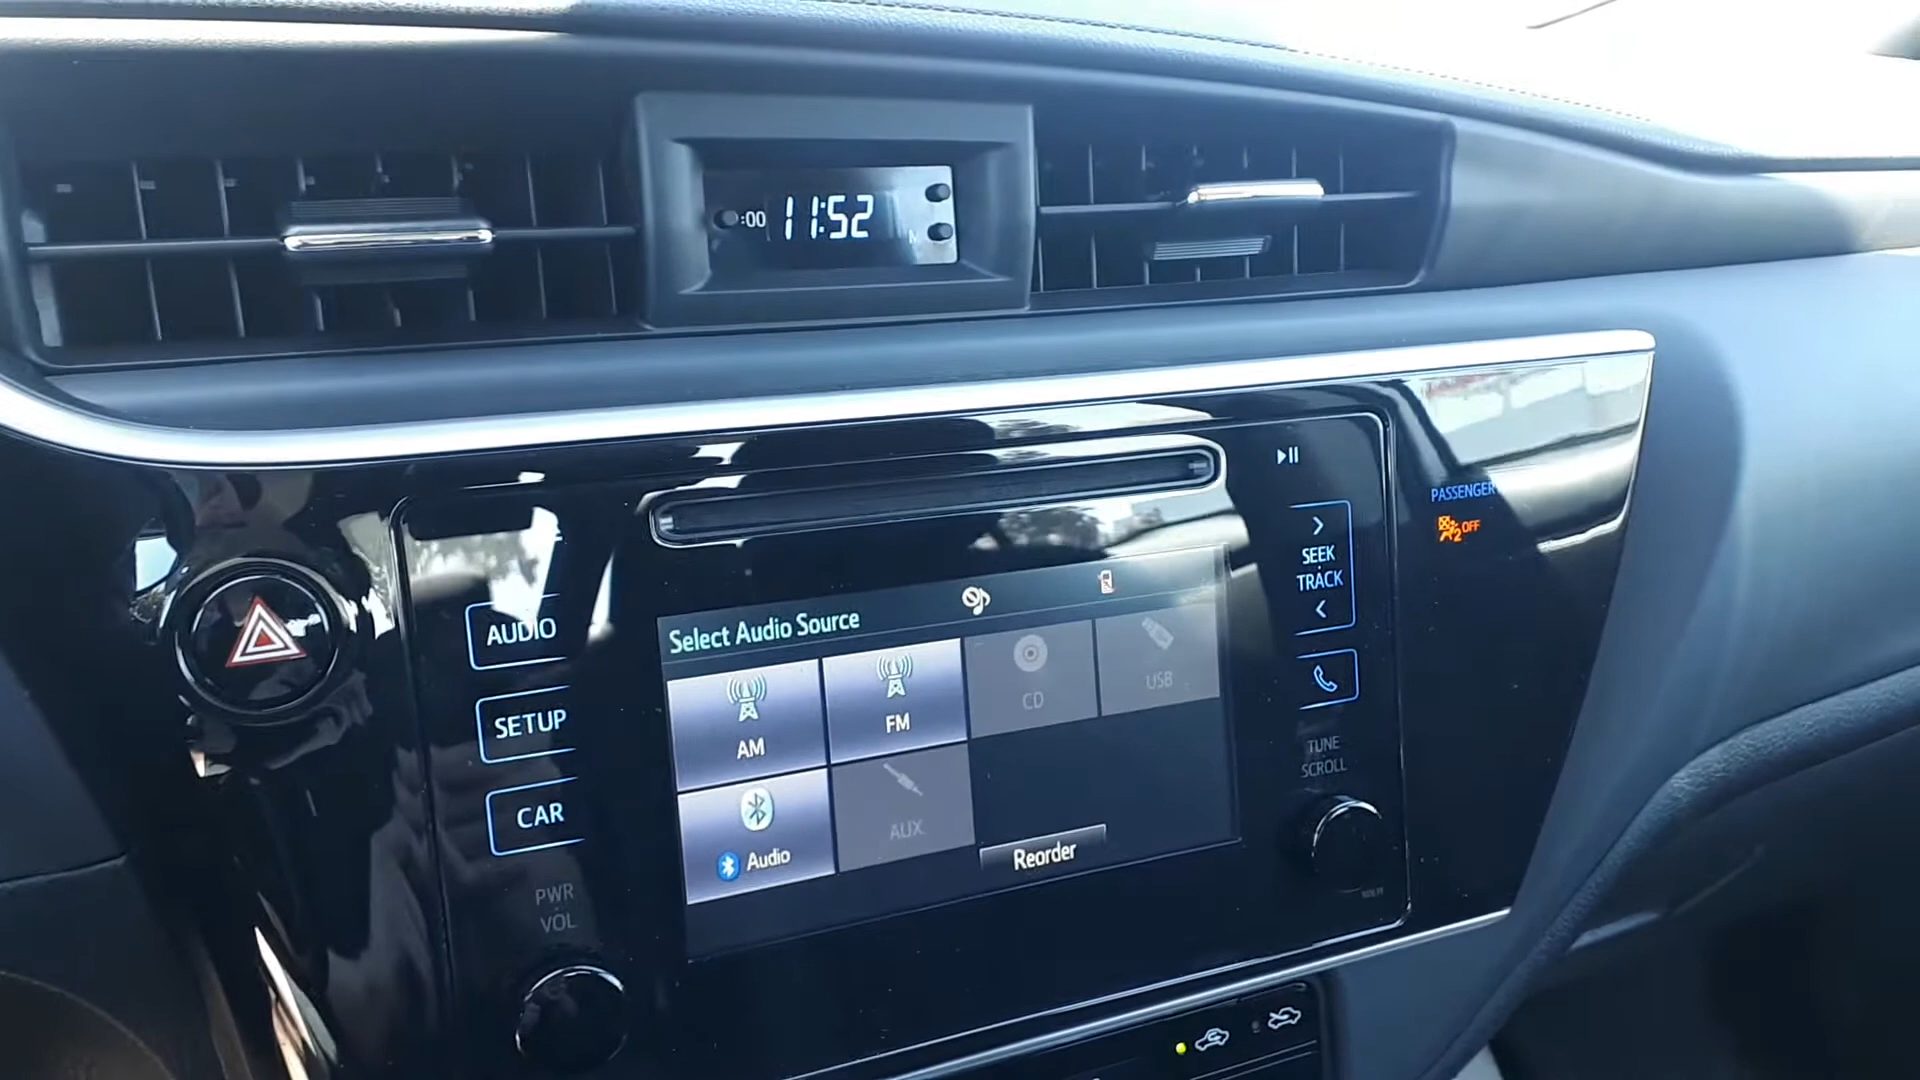 :00 11:52
PASSENGER
2 OFF
SEEK
TRACK
AUDIO
Select Audio Source
AM
FM
CD
USB
SETUP
TUNE
SCROLL
CAR
Audio
AUX
Reorder
PWR
VOL